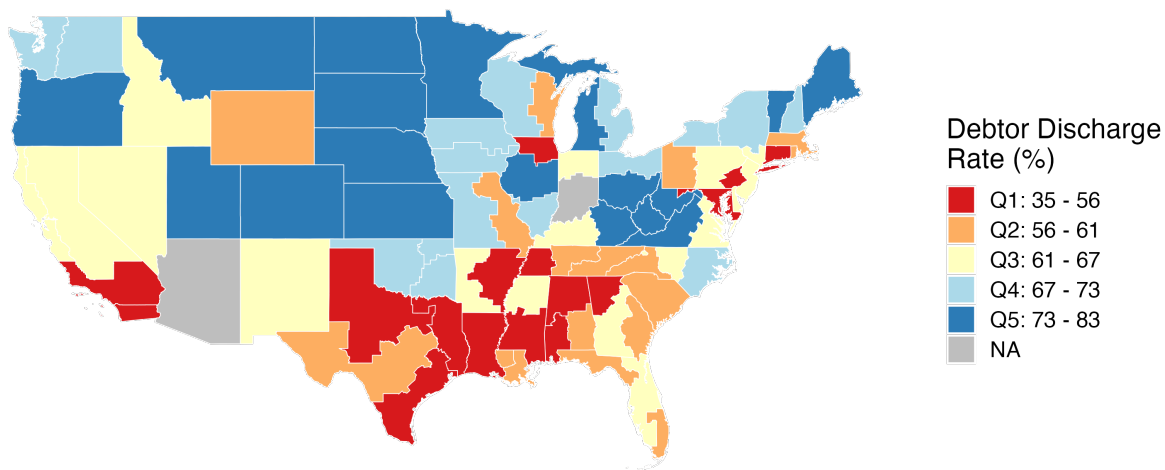 Debtor Discharge
Rate (%)
Q1: 35 - 56
Q2: 56 - 61
Q3: 61 - 67
Q4: 67 - 73
Q5: 73 - 83
NA